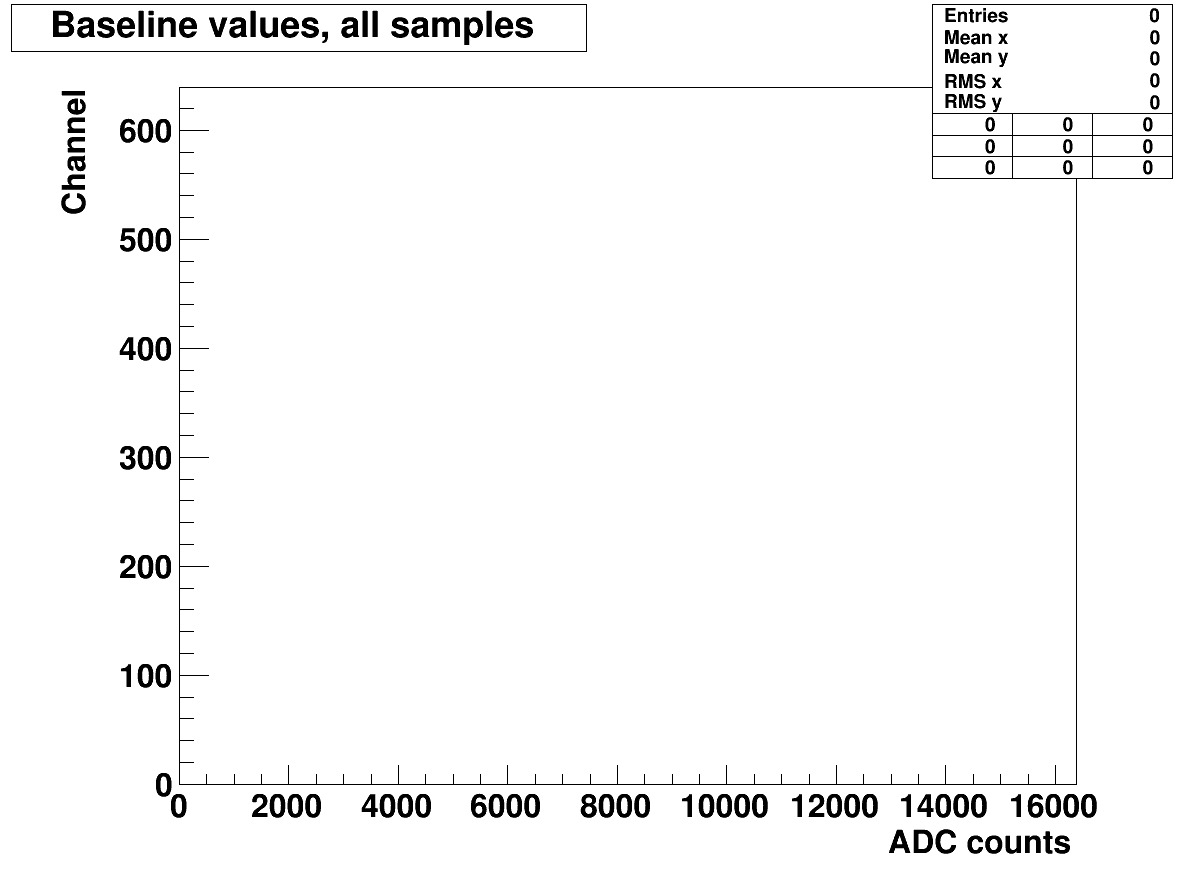 Baseline values, all samples
Entries 0
Mean x 0
Mean y 0
RMS x 0
RMS y 0
0 0 0
0 0 0
0 0 0
Channel
600
500
400
300
200
100
0
0 2000 4000 6000 8000 10000 12000 14000 16000
ADC counts